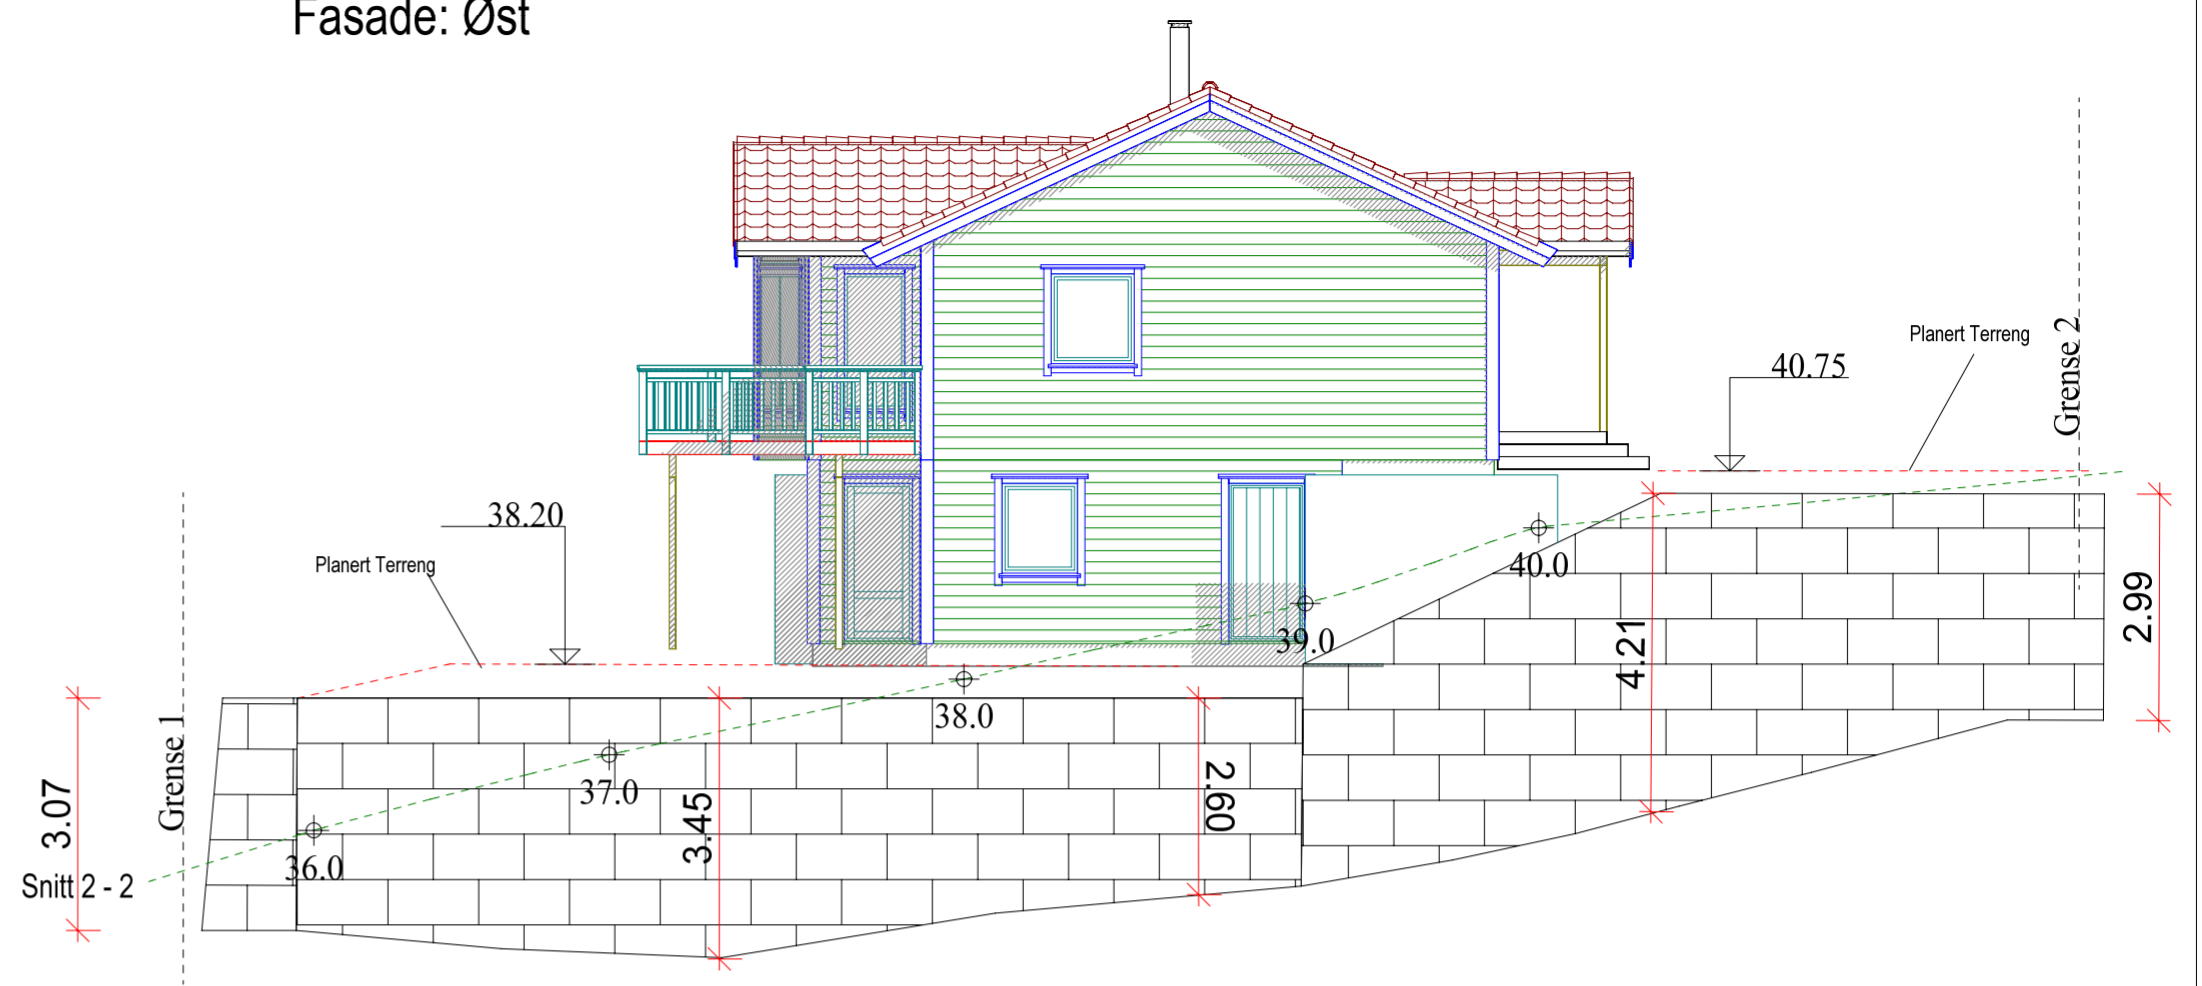 Fasade: Øst
Planert Terreng
Grense 2
40.75
38.20
Planert Terreng
40.0
2.99
39.0
4.21
Grense 1
38.0
3.07
37.0
3.45
2.60
36.0
Snitt 2 - 2